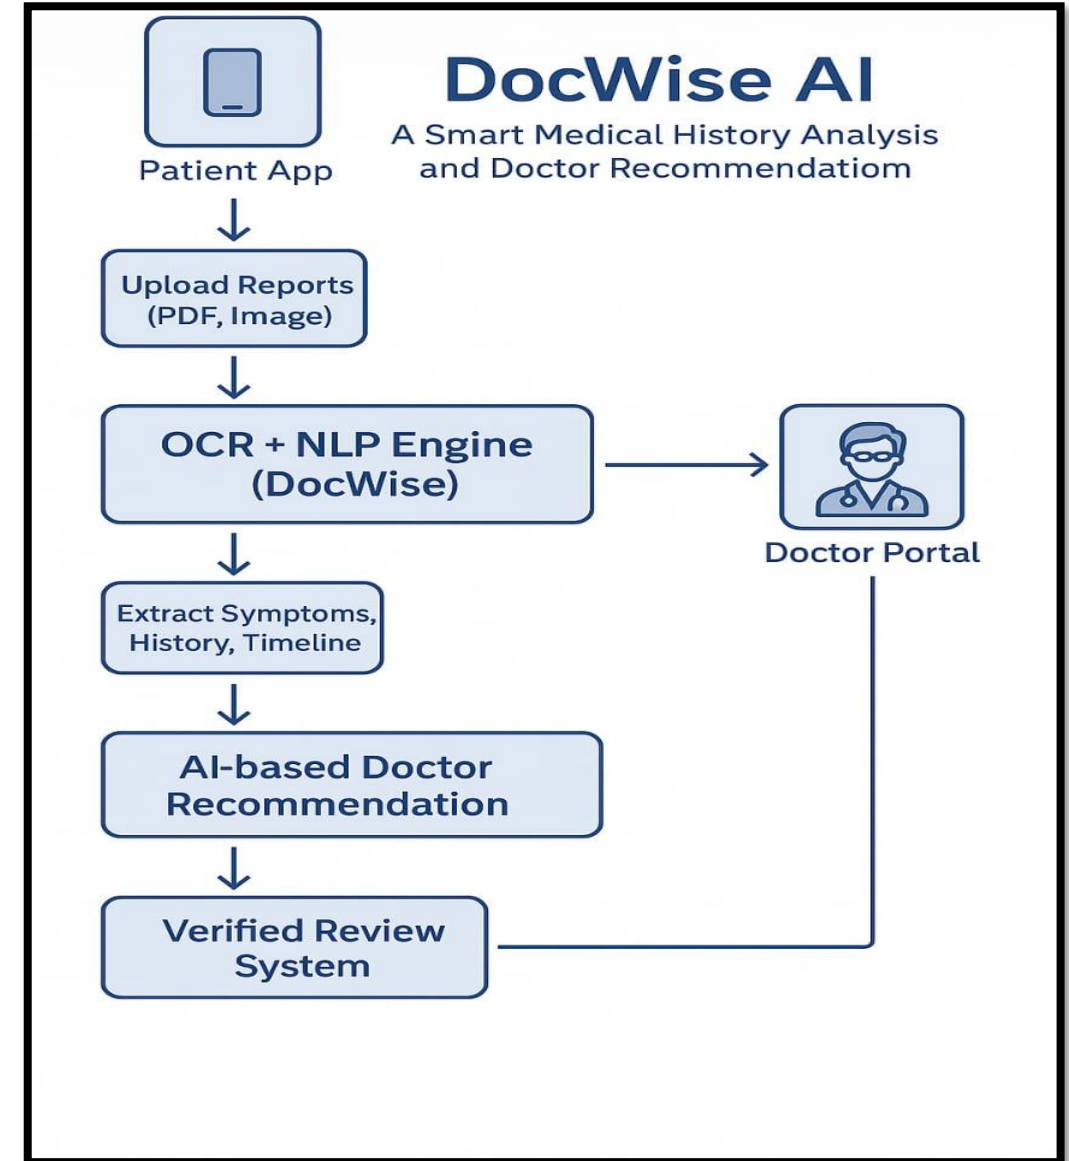 DocWise AI
A Smart Medical History Analysis
and Doctor Recommendatiom
Patient App
Upload Reports
(PDF, Image)
OCR + NLP Engine
(DocWise)
Doctor Portal
Extract Symptoms,
History, Timeline
AI-based Doctor
Recommendation
Verified Review
System